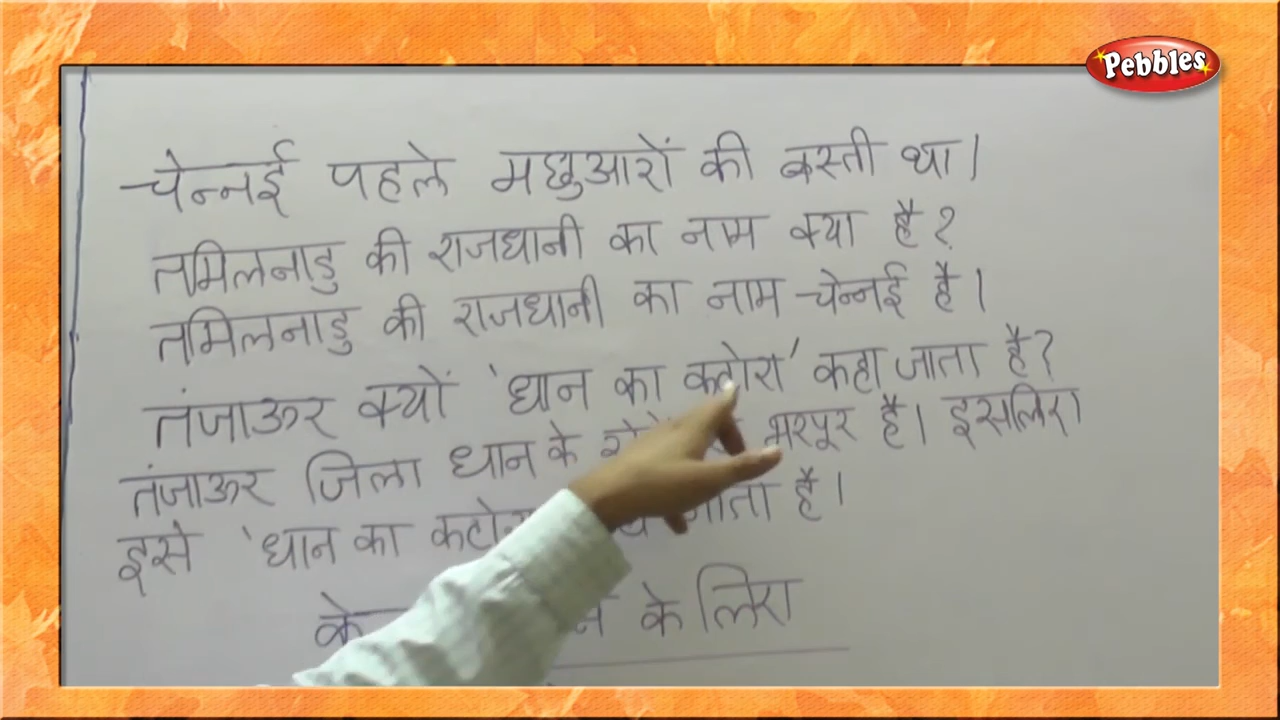 Pebbles
चेन्नई पहले मछुआरों की बस्ती था।
तमिलनाडु की राजधानी का नाम क्या है?
तमिलनाडु की राजधानी का नाम चेन्नई है।
तंजाऊर क्यों 'धान का कटोरा' कहा जाता है?
तंजाऊर जिला धान के भरपूर है। इसलिए
इसे 'धान का जाता है।
के लिए